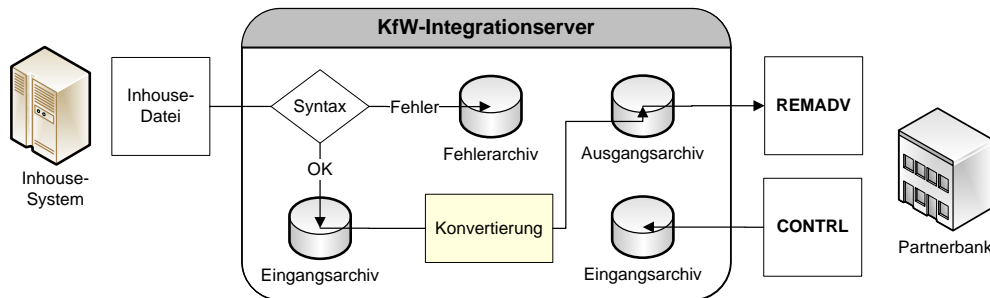 KfW-Integrationserver
Inhouse-
Datei
Syntax
Fehler
REMADV
Fehlerarchiv
Ausgangsarchiv
Inhouse-
System
OK
Konvertierung
CONTRL
Eingangsarchiv
Eingangsarchiv
Partnerbank